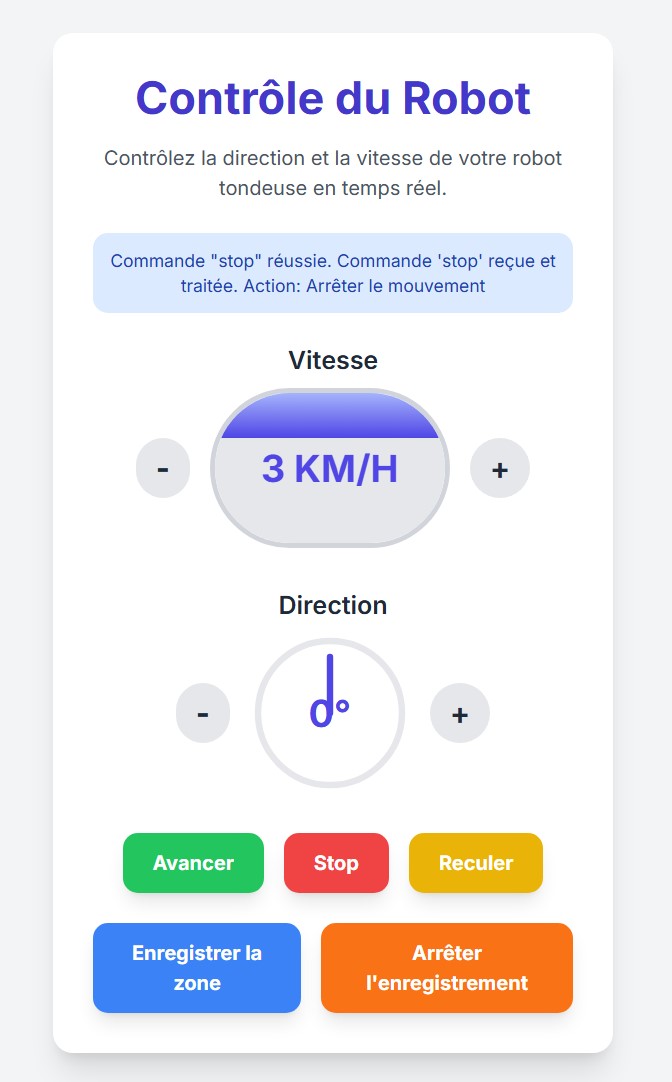 Contrôle du Robot
Contrôlez la direction et la vitesse de votre robot
tondeuse en temps réel.
Commande "stop" réussie. Commande 'stop' reçue et
traitée. Action: Arrêter le mouvement
Vitesse
- 3 KM/H +
Direction
- 0° +
Avancer Stop Reculer
Enregistrer la
zone
Arrêter
l'enregistrement